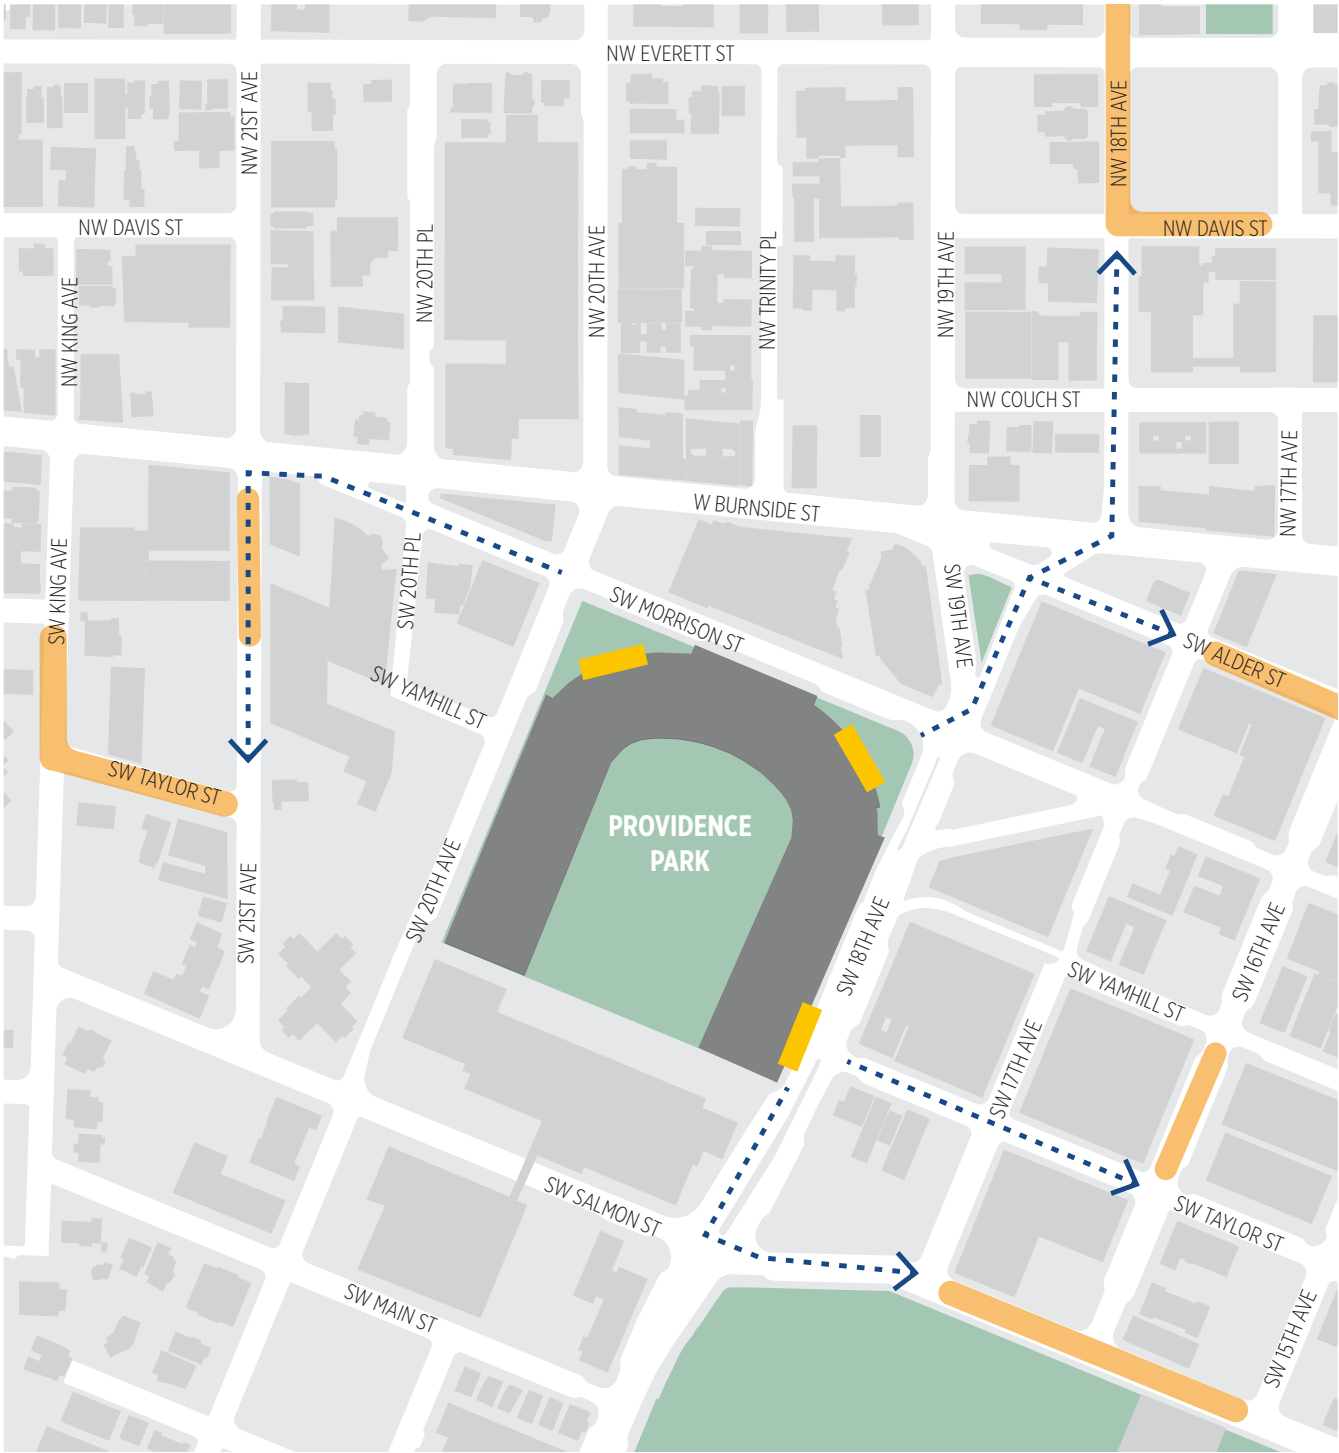 NW EVERETT ST
NW 21ST AVE
NW 18TH AVE
NW DAVIS ST
NW DAVIS ST
NW KING AVE
NW 20TH PL
NW 20TH AVE
NW TRINITY PL
NW 19TH AVE
NW COUCH ST
NW 17TH AVE
W BURNSIDE ST
SW KING AVE
SW 20TH PL
SW MORRISON ST
SW 19TH AVE
SW ALDER ST
SW YAMHILL ST
SW TAYLOR ST
PROVIDENCE
PARK
SW 21ST AVE
SW 20TH AVE
SW 18TH AVE
SW 16TH AVE
SW YAMHILL ST
SW 17TH AVE
SW SALMON ST
SW TAYLOR ST
SW MAIN ST
SW 15TH AVE